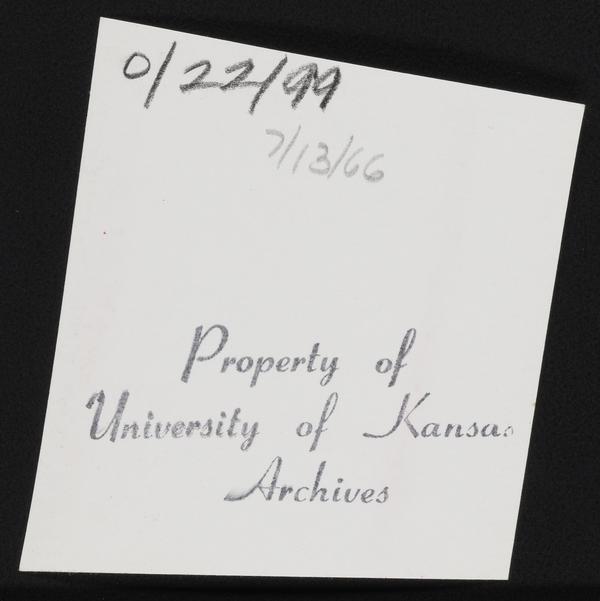 0/22/99
7/13/66
Property of
University of Kansas
Archives